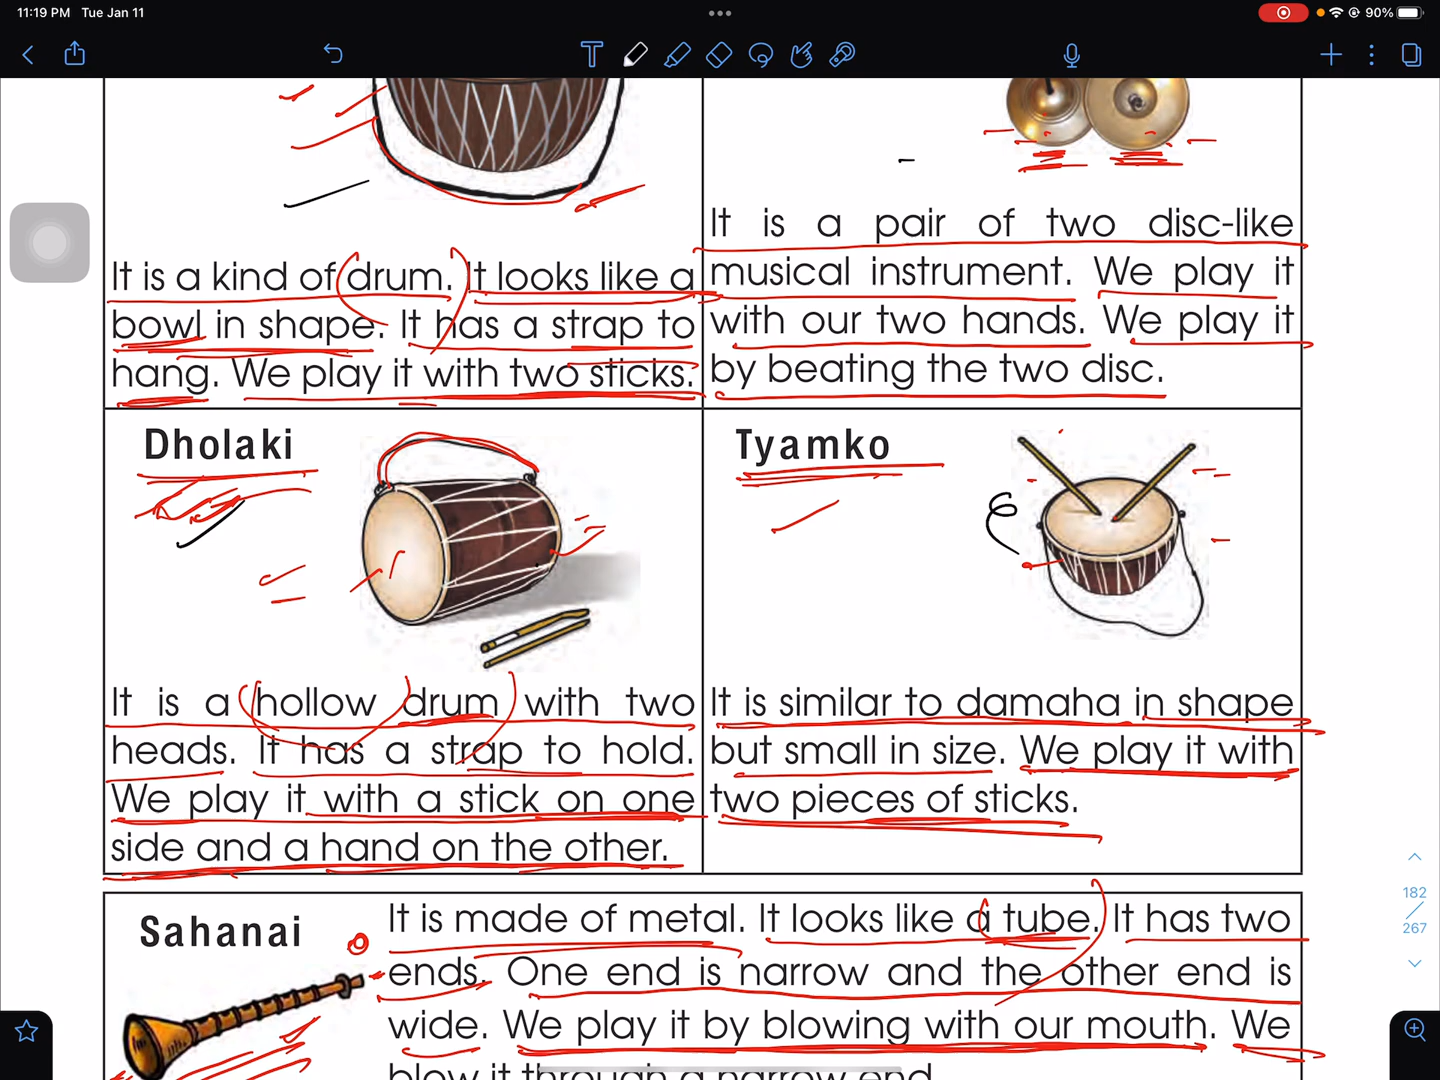 11:19 PM Tue Jan 11
90%
It is a kind of drum. It looks like a
bowl in shape. It has a strap to
hang. We play it with two sticks.
It is a pair of two disc-like
musical instrument. We play it
with our two hands. We play it
by beating the two disc.
Dholaki
It is a hollow drum with two
heads. It has a strap to hold.
We play it with a stick on one
side and a hand on the other.
Tyamko
It is similar to damaha in shape
but small in size. We play it with
two pieces of sticks.
182
267
Sahanai
It is made of metal. It looks like a tube. It has two
ends. One end is narrow and the other end is
wide. We play it by blowing with our mouth. We
blow it through a narrow end.